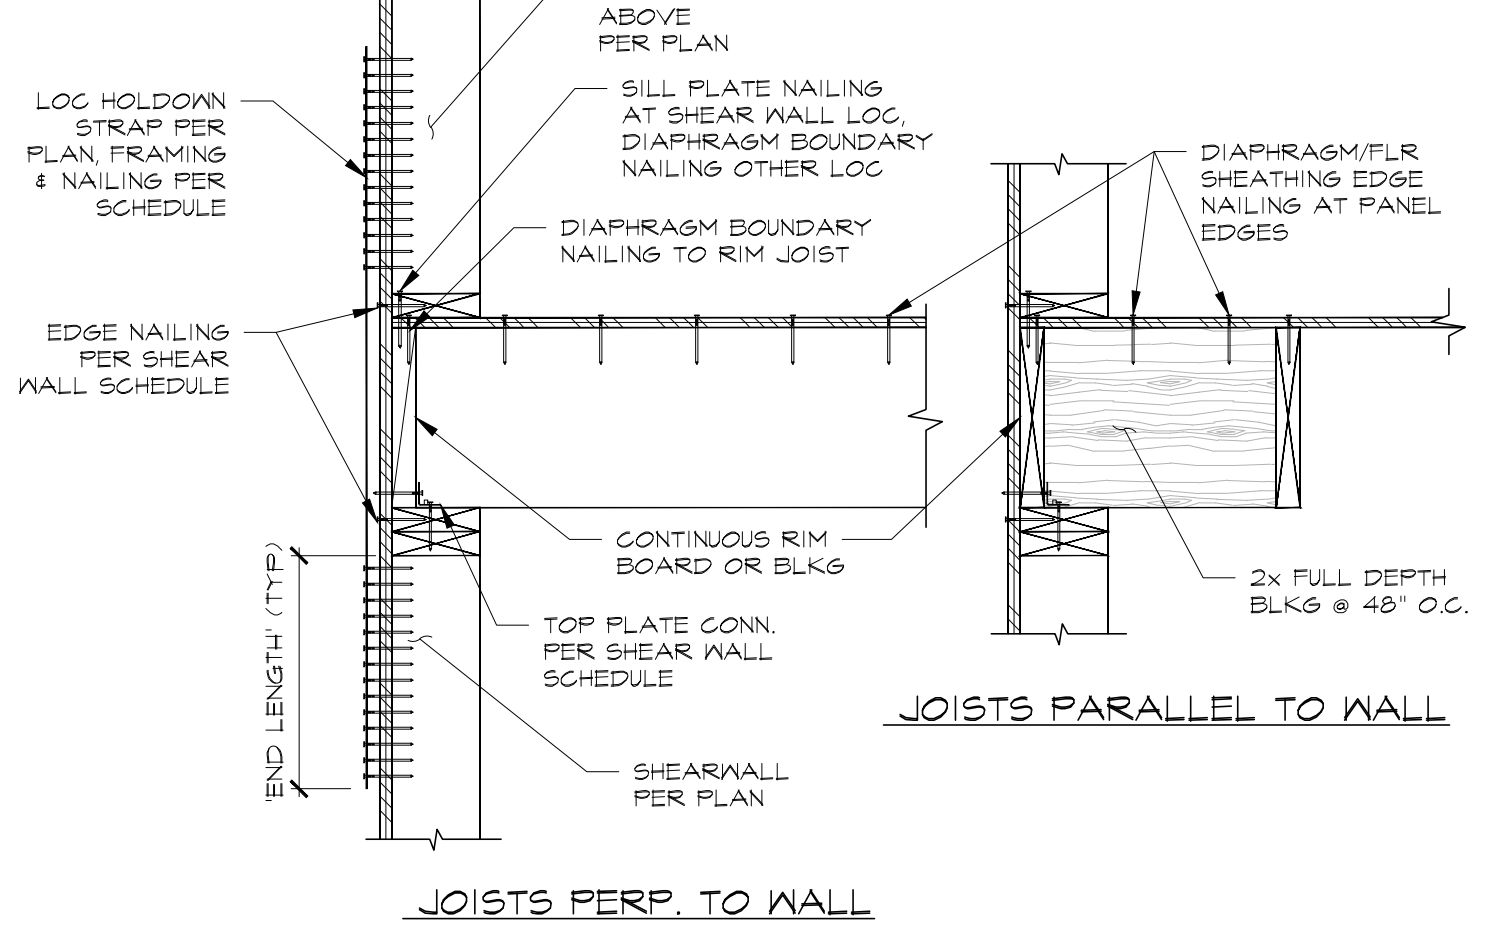 ABOVE
PER PLAN
SILL PLATE NAILING
AT SHEAR WALL LOC,
DIAPHRAGM BOUNDARY
NAILING OTHER LOC
LOC HOLDOWN
STRAP PER
PLAN, FRAMING
& NAILING PER
SCHEDULE
DIAPHRAGM/FLR
SHEATHING EDGE
NAILING AT PANEL
EDGES
DIAPHRAGM BOUNDARY
NAILING TO RIM JOIST
EDGE NAILING
PER SHEAR
WALL SCHEDULE
CONTINUOUS RIM
BOARD OR BLKG
2x FULL DEPTH
BLKG @ 48" O.C.
'END LENGTH' (TYP)
TOP PLATE CONN.
PER SHEAR WALL
SCHEDULE
JOISTS PARALLEL TO WALL
SHEARWALL
PER PLAN
JOISTS PERP. TO WALL